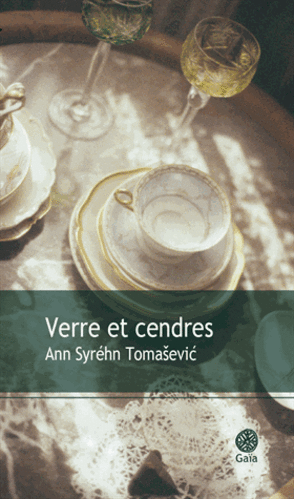 Verre et cendres
Ann Syréhn Tomašević
Gaïa